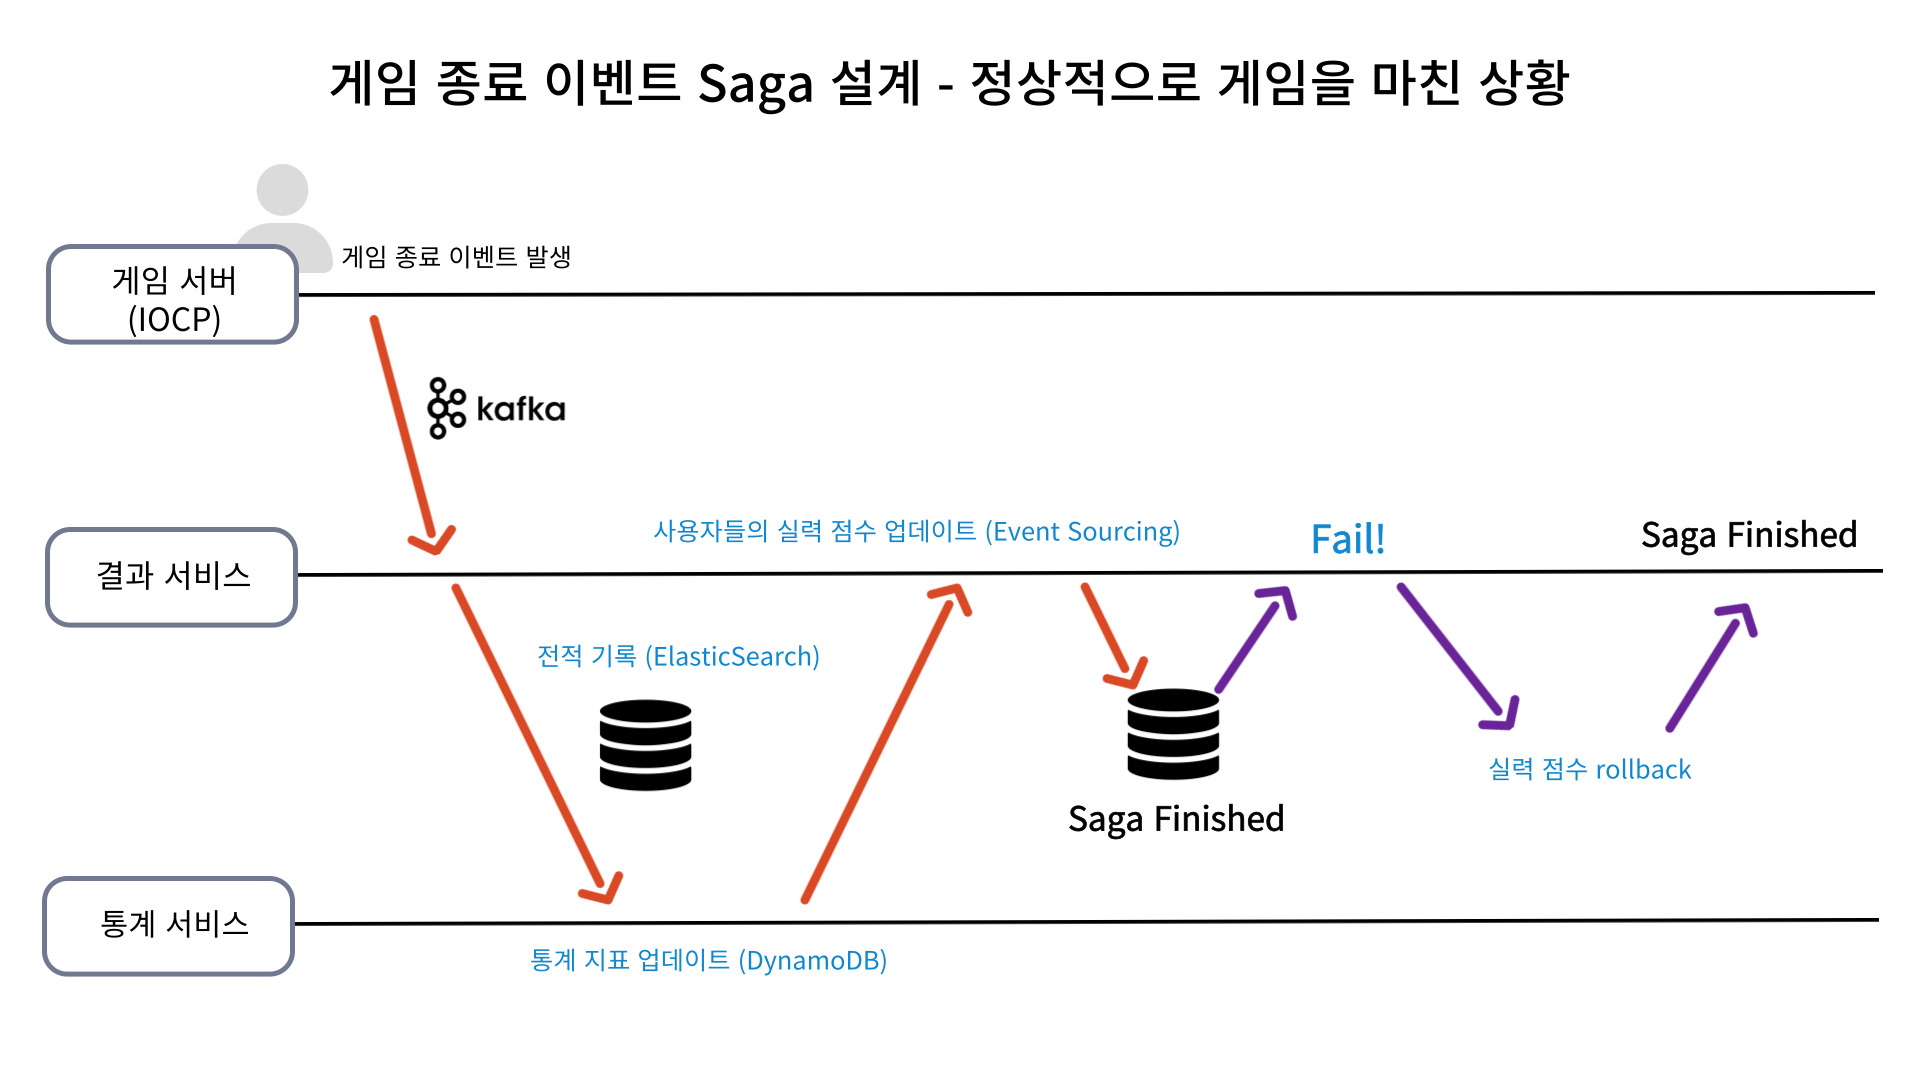 게임 종료 이벤트 Saga 설계 - 정상적으로 게임을 마친 상황
게임 종료 이벤트 발생
게임 서버
(IOCP)
kafka
사용자들의 실력 점수 업데이트 (Event Sourcing)
Fail!
Saga Finished
결과 서비스
전적 기록 (ElasticSearch)
실력 점수 rollback
Saga Finished
통계 서비스
통계 지표 업데이트 (DynamoDB)